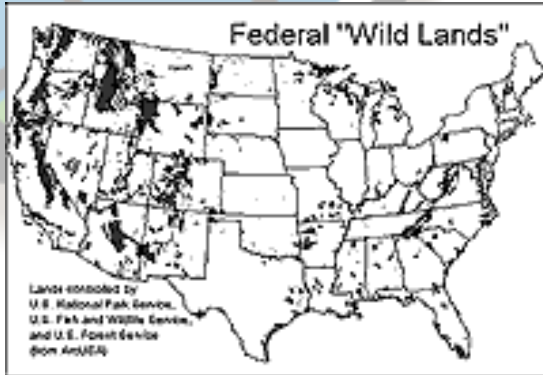 Federal "Wild Lands"
Lands controlled by
U.S. National Park Service,
U.S. Fish and Wildlife Service,
and U.S. Forest Service
(from ArcUSA)